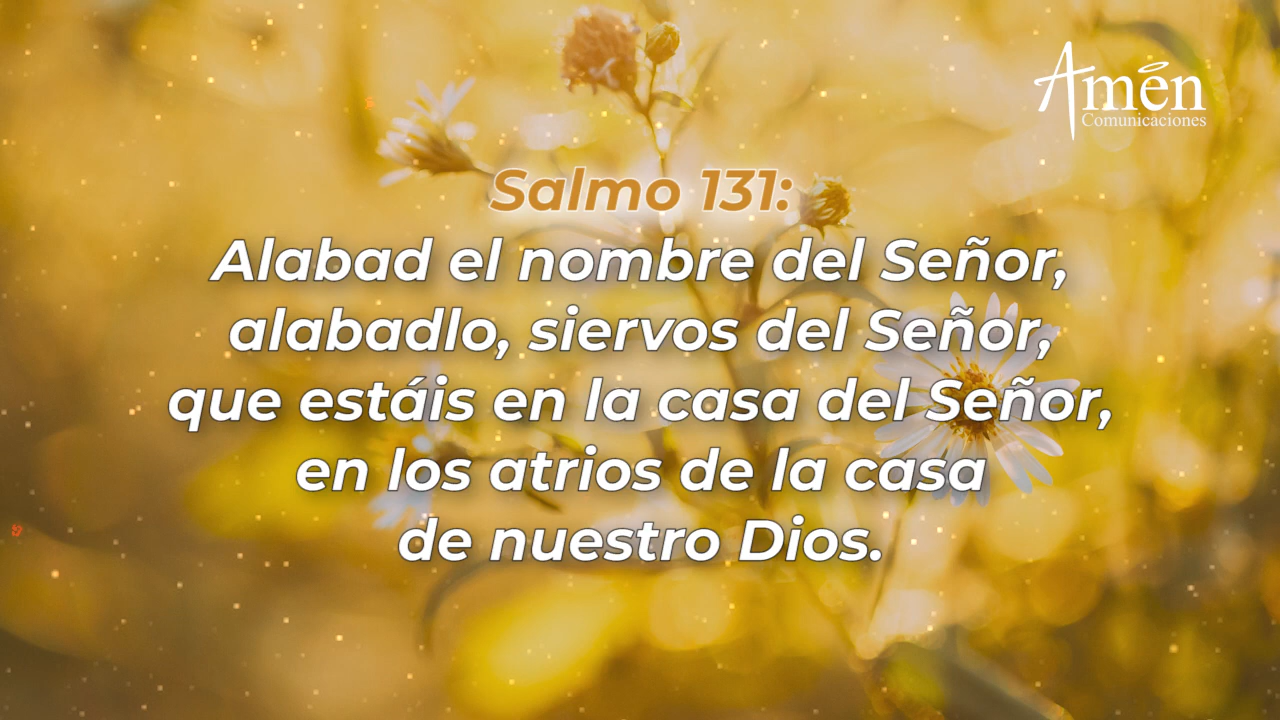 Amén
Comunicaciones
Salmo 131:
Alabad el nombre del Señor,
alabadlo, siervos del Señor,
que estáis en la casa del Señor,
en los atrios de la casa
de nuestro Dios.